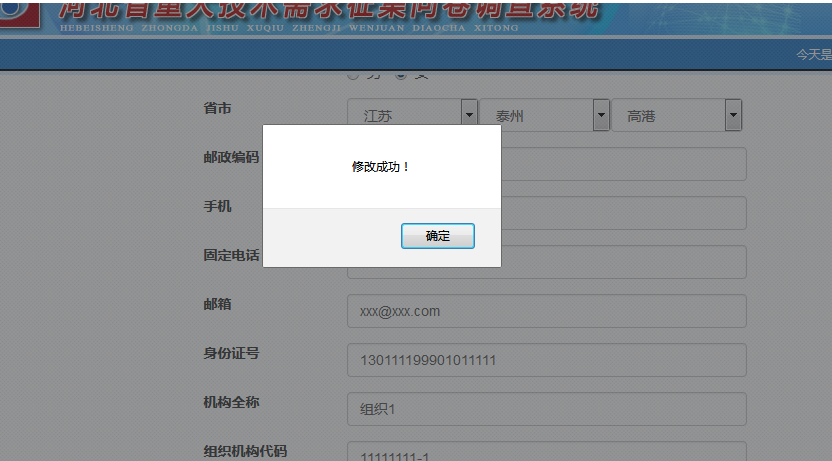 河北省重大技术需求征集问卷调查系统
HEBEISHENG ZHONGDA JISHU XUQIU ZHENGJI WENJUAN DIAOCHA XITONG
今天是
男 女
省市 江苏 泰州 高港
邮政编码
修改成功！
手机
确定
固定电话
邮箱 xxx@xxx.com
身份证号 130111199901011111
机构全称 组织1
组织机构代码 11111111-1